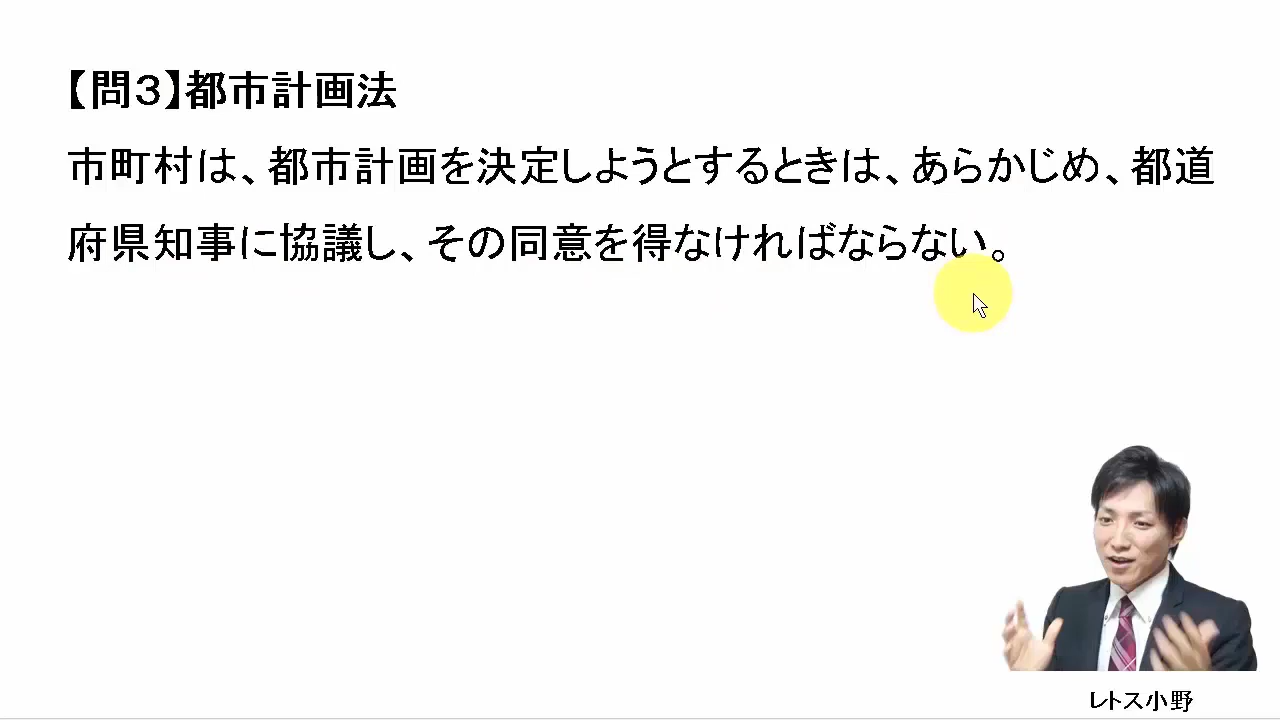 【問３】都市計画法
市町村は、都市計画を決定しようとするときは、あらかじめ、都道
府県知事に協議し、その同意を得なければならない。
レトス小野